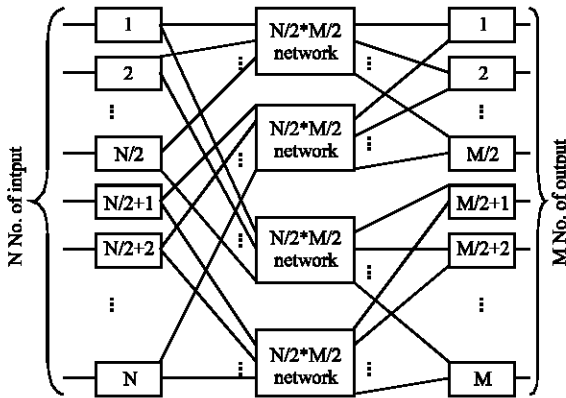 N No. of intput
1
2
...
N/2
N/2+1
N/2+2
...
N
N/2*M/2
network
...
...
N/2*M/2
network
...
...
N/2*M/2
network
...
...
N/2*M/2
network
...
...
1
2
...
M/2
M/2+1
M/2+2
...
M
M No. of output